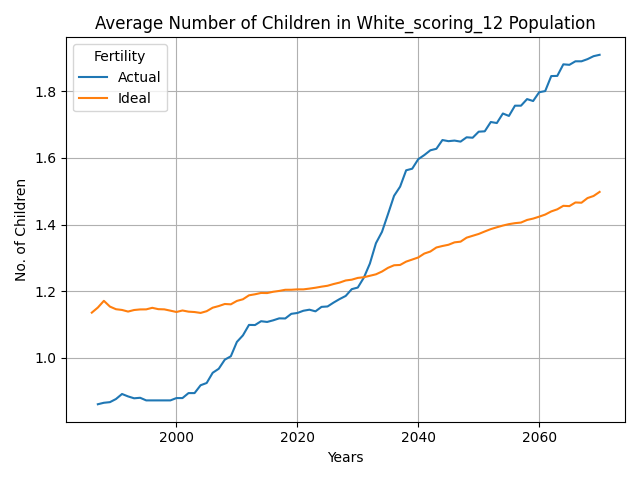 Average Number of Children in White_scoring_12 Population
Fertility
Actual
Ideal
No. of Children
1.8
1.6
1.4
1.2
1.0
2000 2020 2040 2060
Years